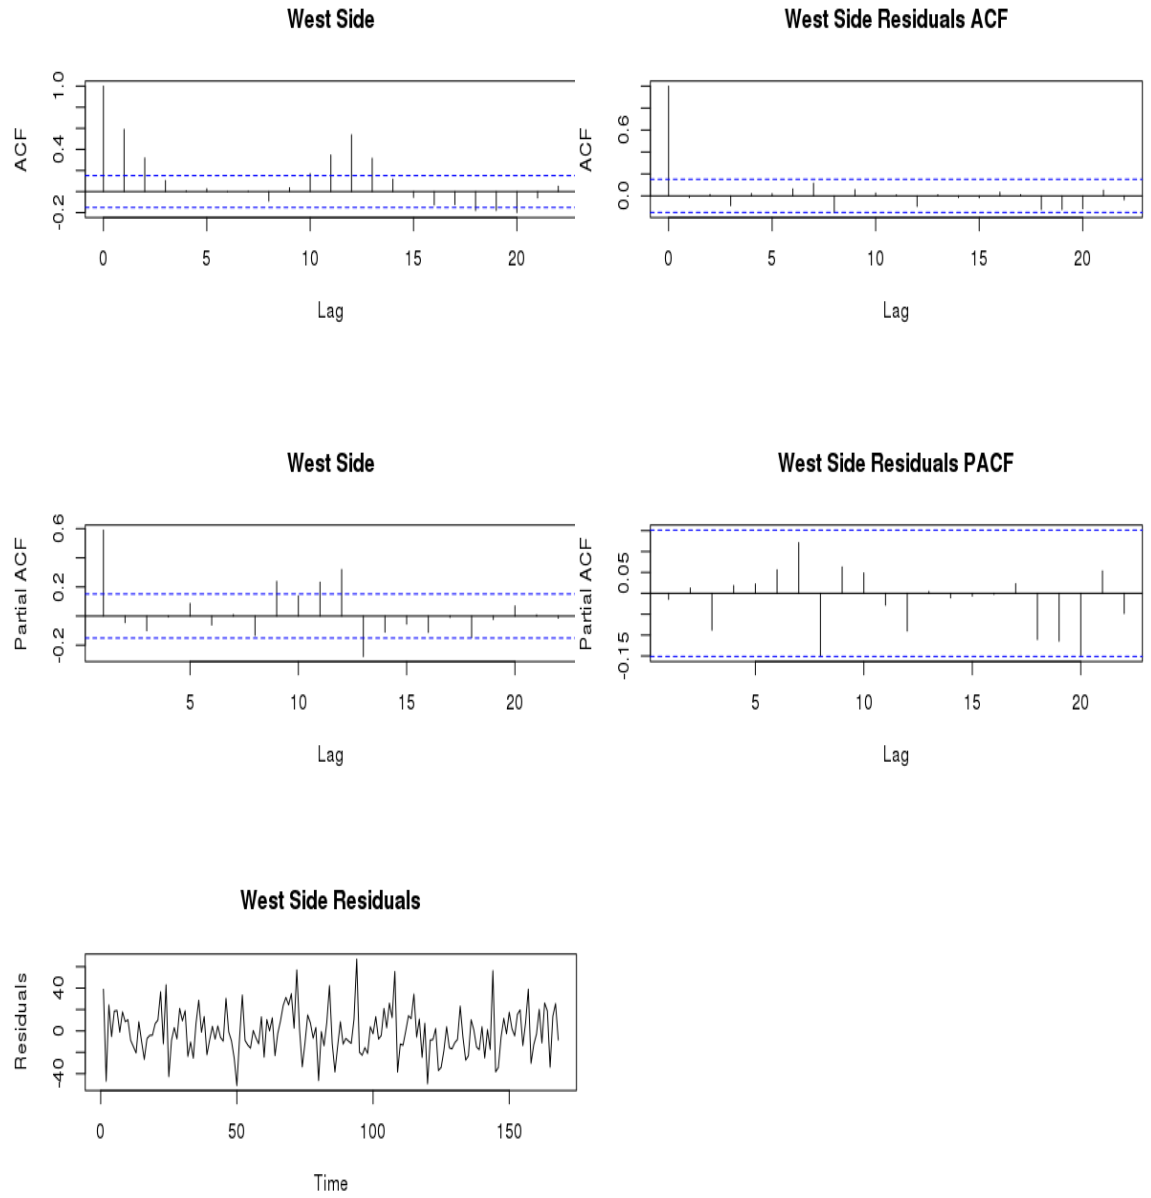 West Side
ACF
1.0
0.4
-0.2
0
5
10
15
20
Lag
West Side Residuals ACF
ACF
0.6
0.0
0
5
10
15
20
Lag
West Side
Partial ACF
0.6
0.2
-0.2
5
10
15
20
Lag
West Side Residuals PACF
Partial ACF
0.05
-0.15
5
10
15
20
Lag
West Side Residuals
Residuals
40
0
-40
0
50
100
150
Time